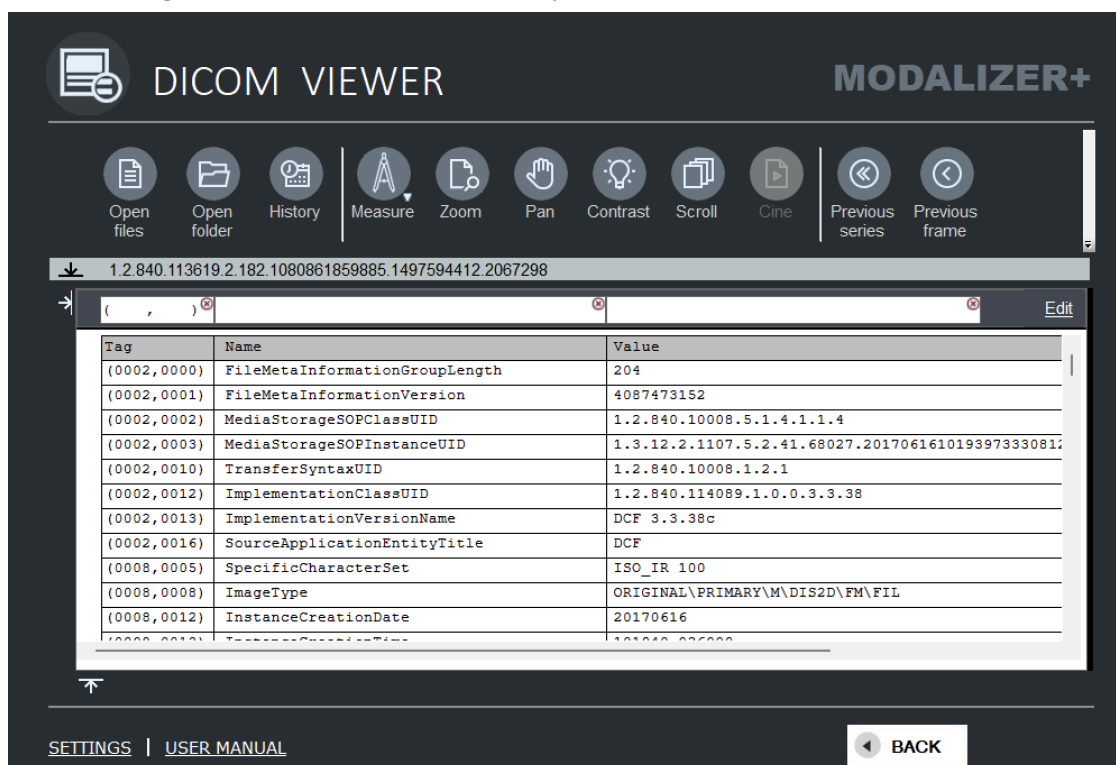 DICOM VIEWER
MODALIZER+
Open files
Open folder
History
Measure
Zoom
Pan
Contrast
Scroll
Cine
Previous series
Previous frame
1.2.840.113619.2.182.1080861859885.1497594412.2067298
( , )
Edit
Tag Name Value
(0002,0000) FileMetaInformationGroupLength 204
(0002,0001) FileMetaInformationVersion 4087473152
(0002,0002) MediaStorageSOPClassUID 1.2.840.10008.5.1.4.1.1.4
(0002,0003) MediaStorageSOPInstanceUID 1.3.12.2.1107.5.2.41.68027.2017061610193973330812
(0002,0010) TransferSyntaxUID 1.2.840.10008.1.2.1
(0002,0012) ImplementationClassUID 1.2.840.114089.1.0.0.3.3.38
(0002,0013) ImplementationVersionName DCF 3.3.38c
(0002,0016) SourceApplicationEntityTitle DCF
(0008,0005) SpecificCharacterSet ISO_IR 100
(0008,0008) ImageType ORIGINAL\PRIMARY\M\DIS2D\FM\FIL
(0008,0012) InstanceCreationDate 20170616
SETTINGS | USER MANUAL
BACK